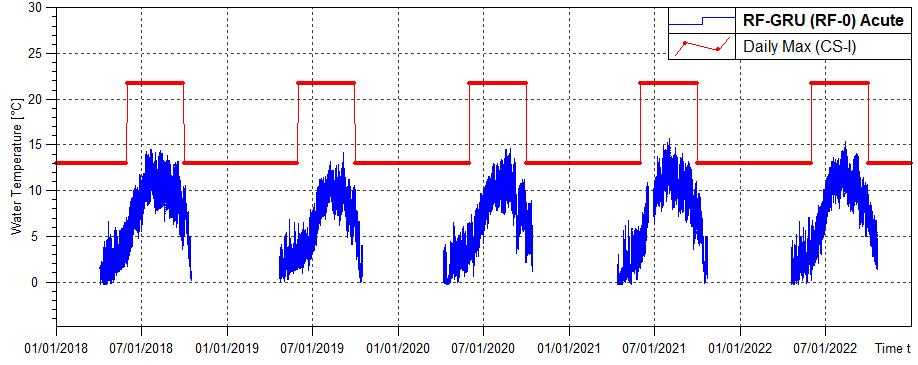 30
RF-GRU (RF-0) Acute
Daily Max (CS-I)
25
20
15
10
5
0
Water Temperature [°C]
01/01/2018 07/01/2018 01/01/2019 07/01/2019 01/01/2020 07/01/2020 01/01/2021 07/01/2021 01/01/2022 07/01/2022 Time t